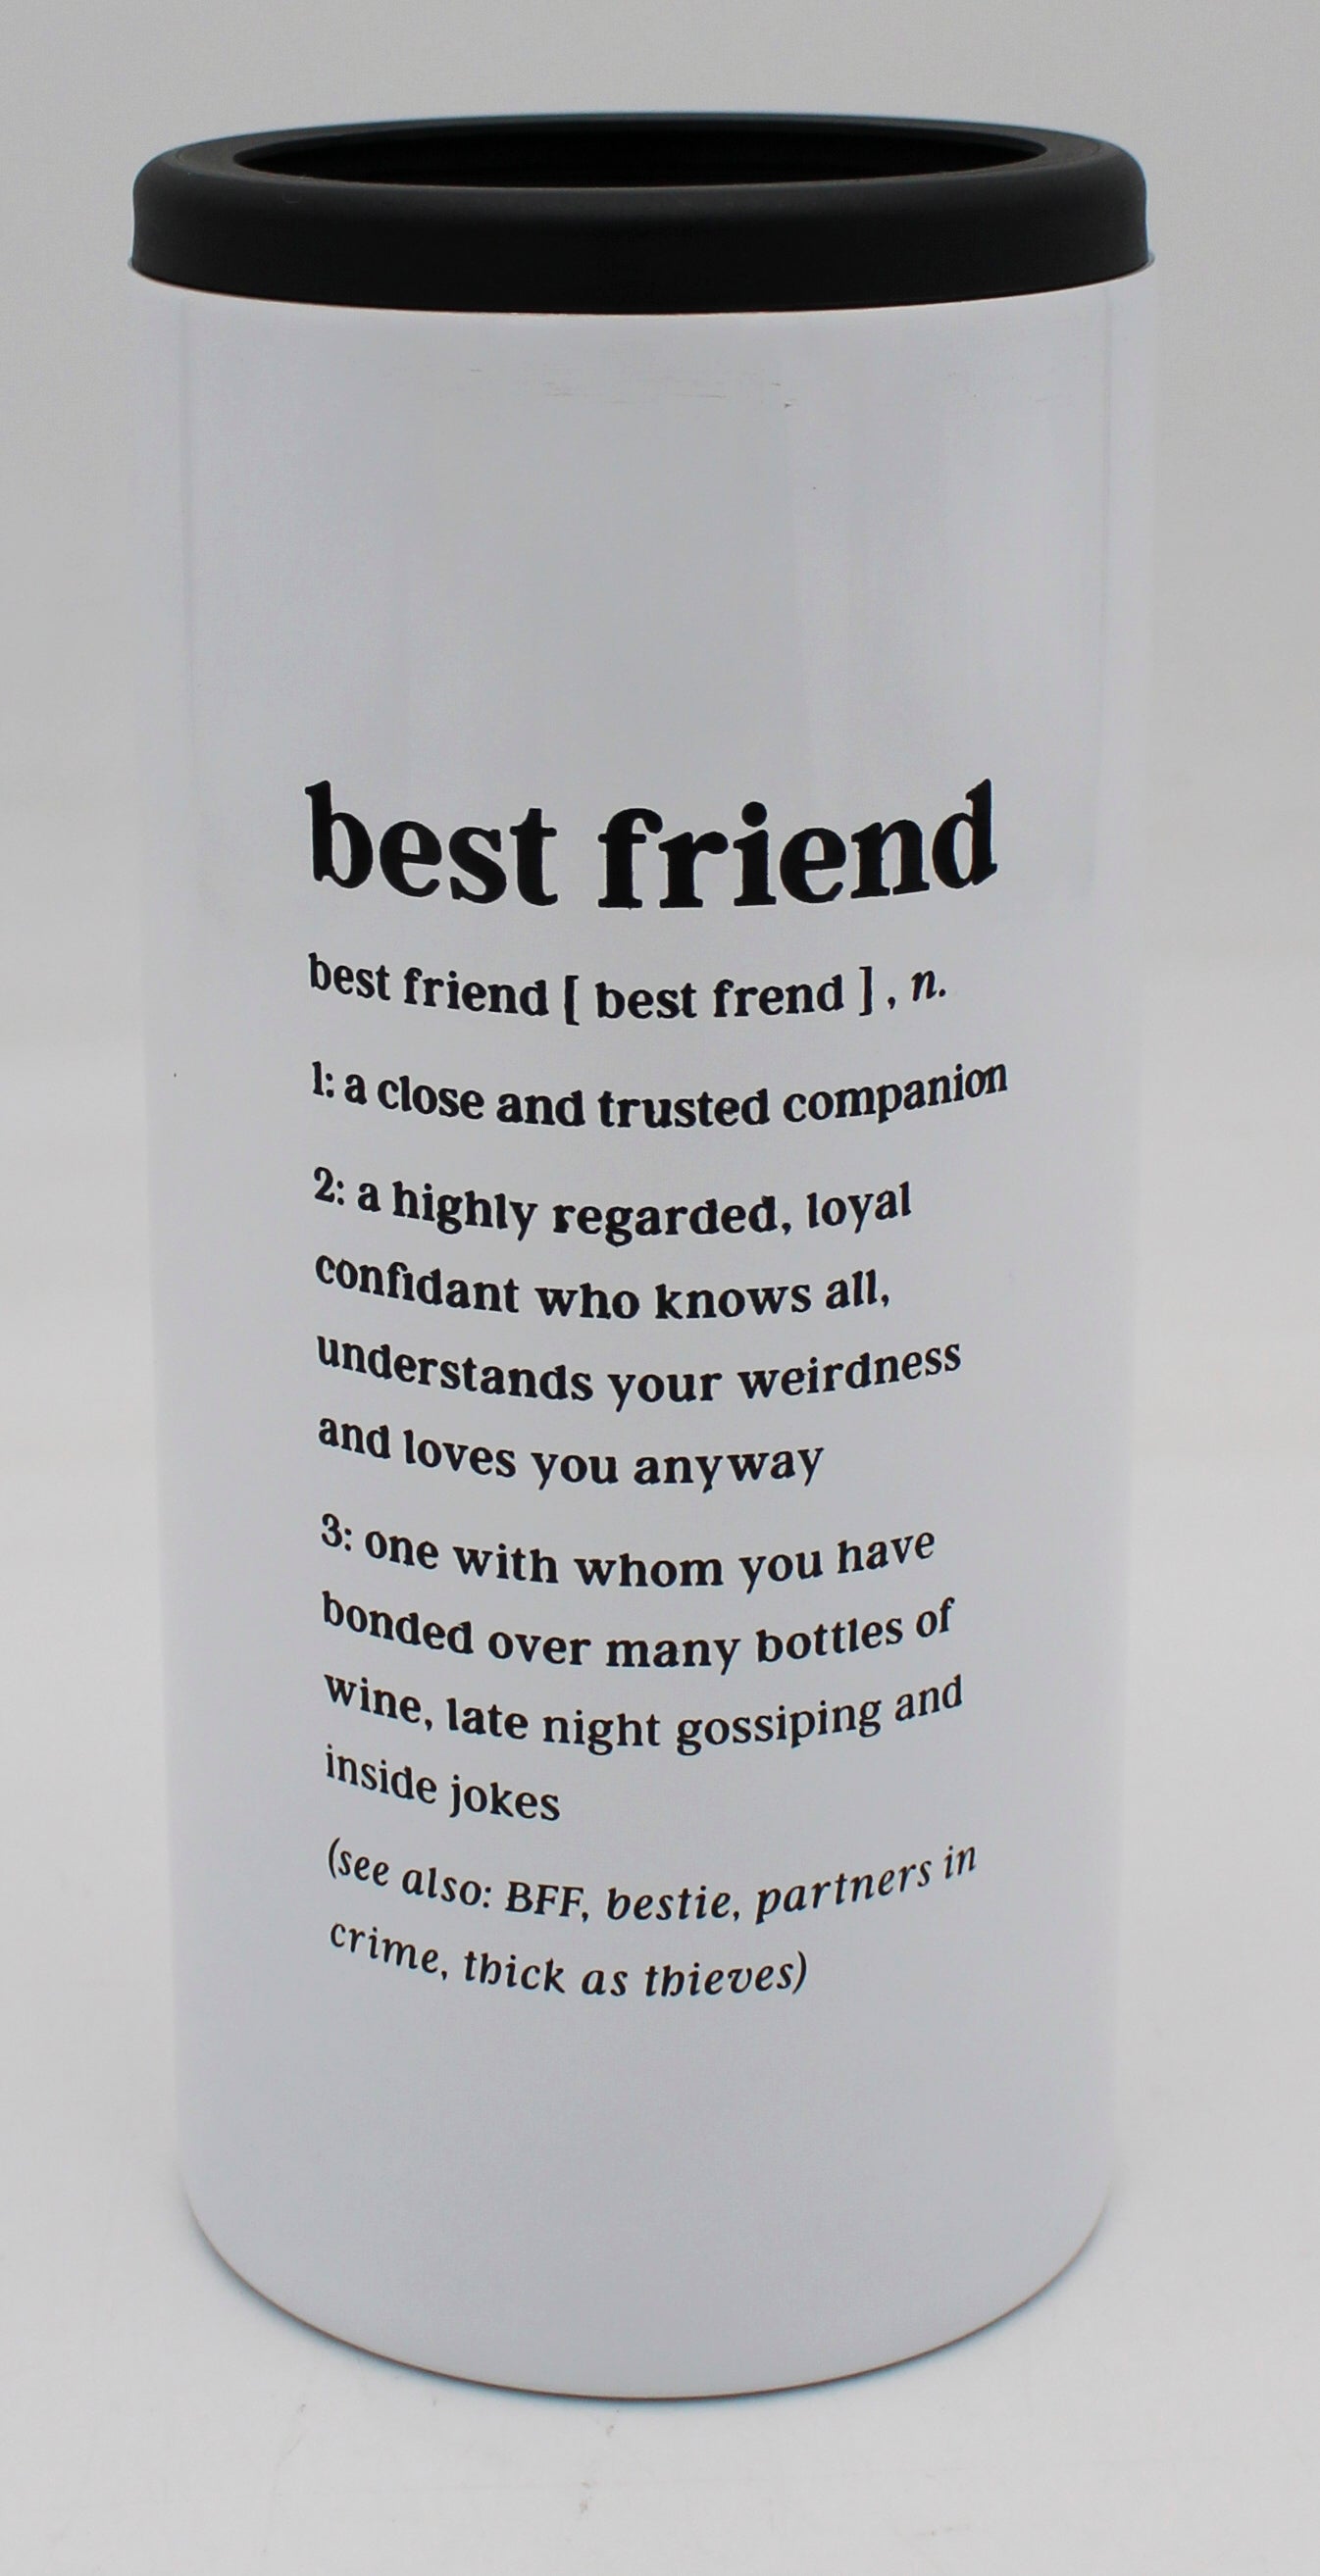 best friend
best friend [ best frend ] , n.
1: a close and trusted companion
2: a highly regarded, loyal
confidant who knows all,
understands your weirdness
and loves you anyway
3: one with whom you have
bonded over many bottles of
wine, late night gossiping and
inside jokes
(see also: BFF, bestie, partners in
crime, thick as thieves)